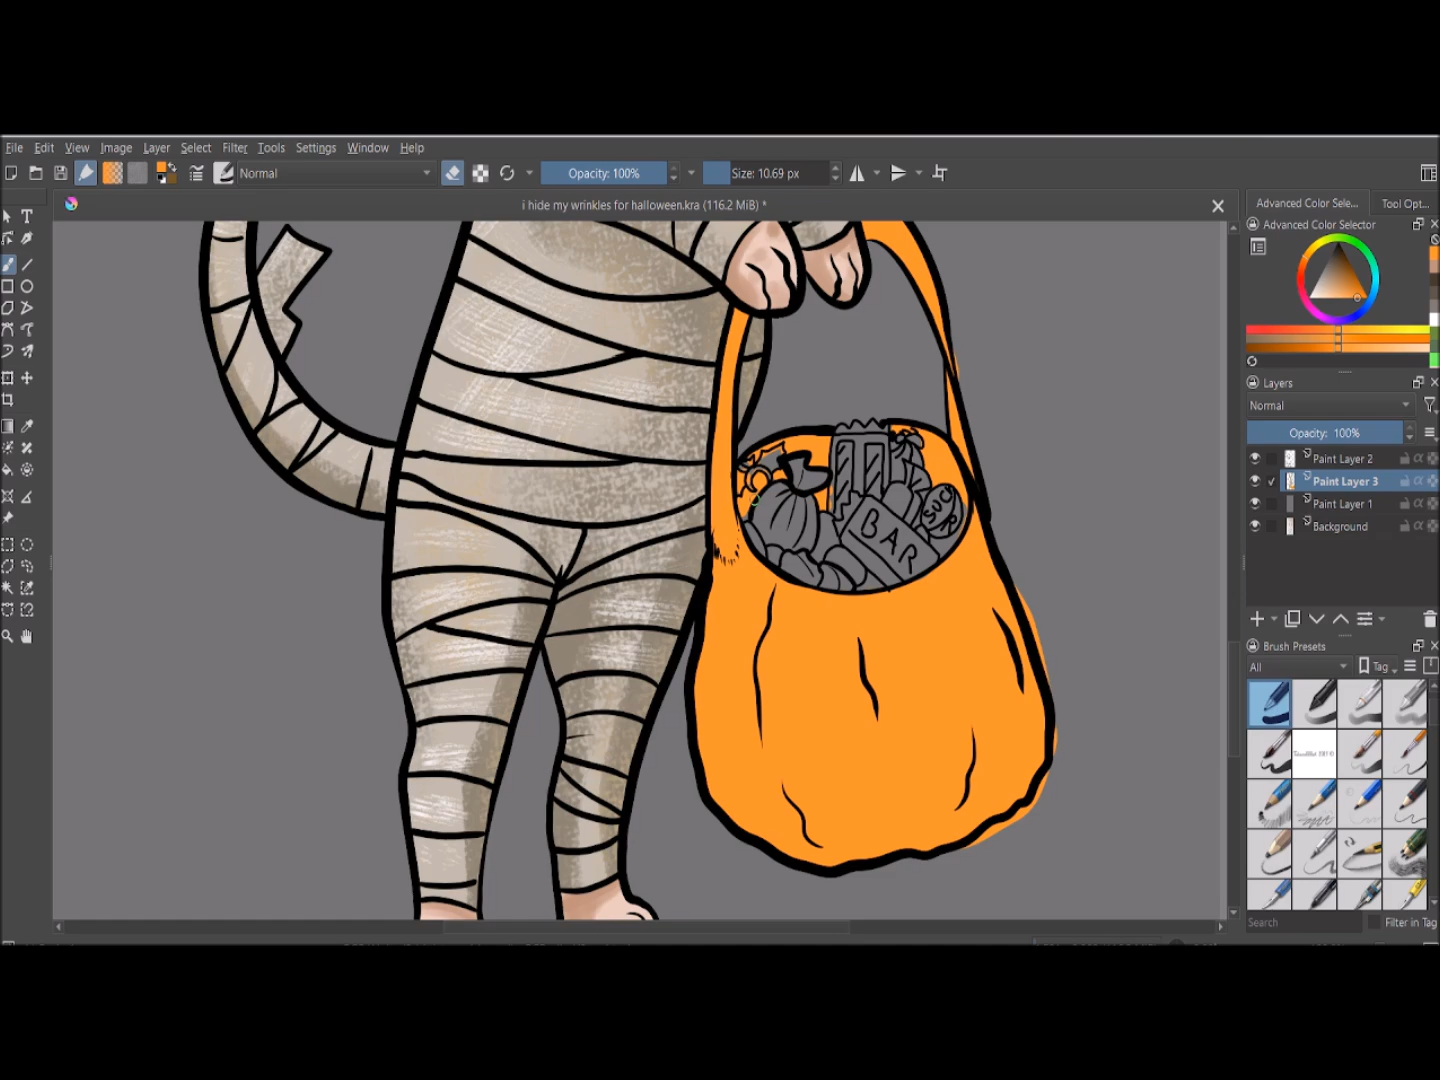 File Edit View Image Layer Select Filter Tools Settings Window Help
Normal
Opacity: 100%
Size: 10.69 px
i hide my wrinkles for halloween.kra (116.2 MiB) *
Advanced Color Sele...
Tool Opt...
Advanced Color Selector
Layers
Normal
Opacity: 100%
Paint Layer 2
Paint Layer 3
Paint Layer 1
Background
Brush Presets
All
Tag
Search
Filter in Tag
BAR